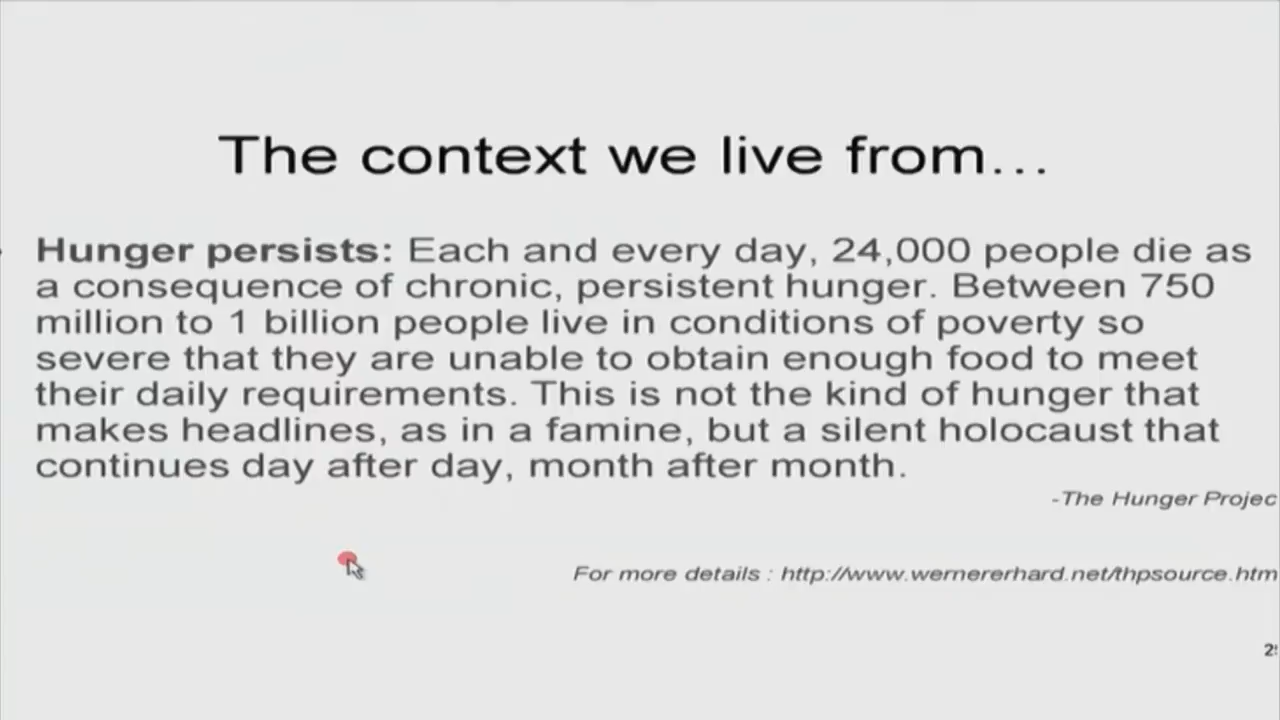 The context we live from...
Hunger persists: Each and every day, 24,000 people die as
a consequence of chronic, persistent hunger. Between 750
million to 1 billion people live in conditions of poverty so
severe that they are unable to obtain enough food to meet
their daily requirements. This is not the kind of hunger that
makes headlines, as in a famine, but a silent holocaust that
continues day after day, month after month.
-The Hunger Projec
For more details : http://www.wernererhard.net/thpsource.htm